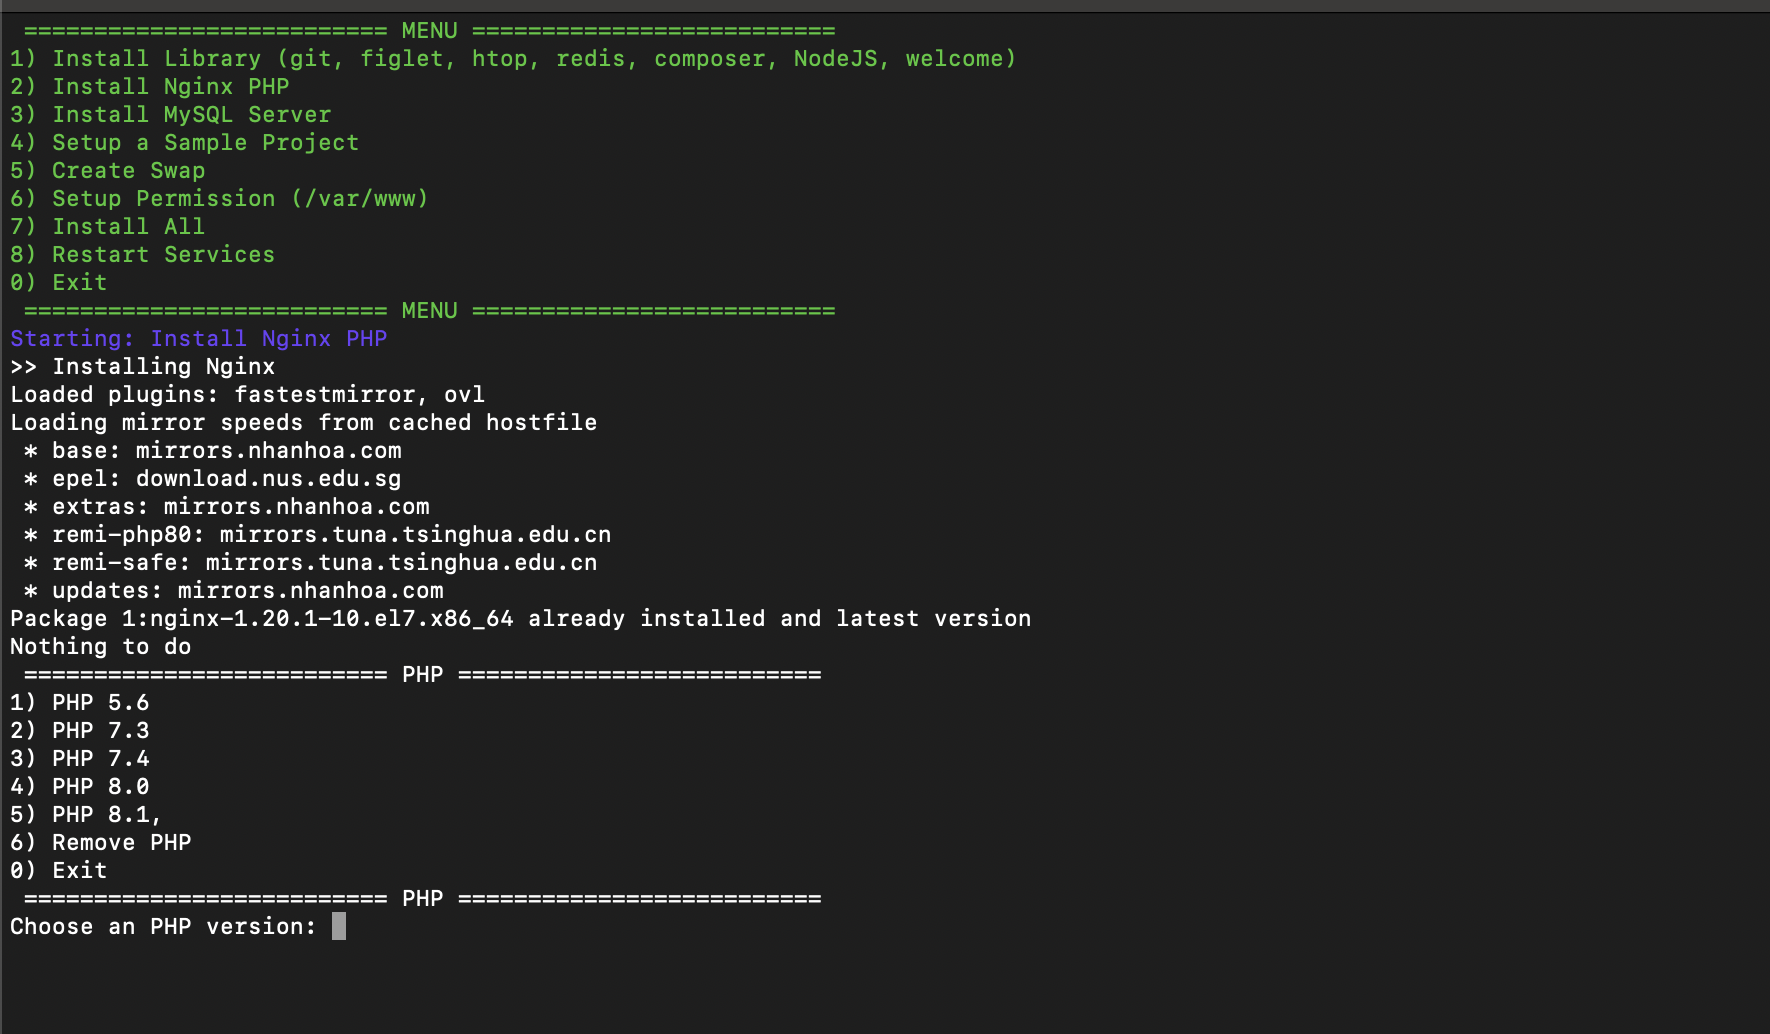 ========================== MENU ==========================
1) Install Library (git, figlet, htop, redis, composer, NodeJS, welcome)
2) Install Nginx PHP
3) Install MySQL Server
4) Setup a Sample Project
5) Create Swap
6) Setup Permission (/var/www)
7) Install All
8) Restart Services
0) Exit
========================== MENU ==========================
Starting: Install Nginx PHP
>> Installing Nginx
Loaded plugins: fastestmirror, ovl
Loading mirror speeds from cached hostfile
 * base: mirrors.nhanhoa.com
 * epel: download.nus.edu.sg
 * extras: mirrors.nhanhoa.com
 * remi-php80: mirrors.tuna.tsinghua.edu.cn
 * remi-safe: mirrors.tuna.tsinghua.edu.cn
 * updates: mirrors.nhanhoa.com
Package 1:nginx-1.20.1-10.el7.x86_64 already installed and latest version
Nothing to do
========================== PHP ==========================
1) PHP 5.6
2) PHP 7.3
3) PHP 7.4
4) PHP 8.0
5) PHP 8.1,
6) Remove PHP
0) Exit
========================== PHP ==========================
Choose an PHP version: